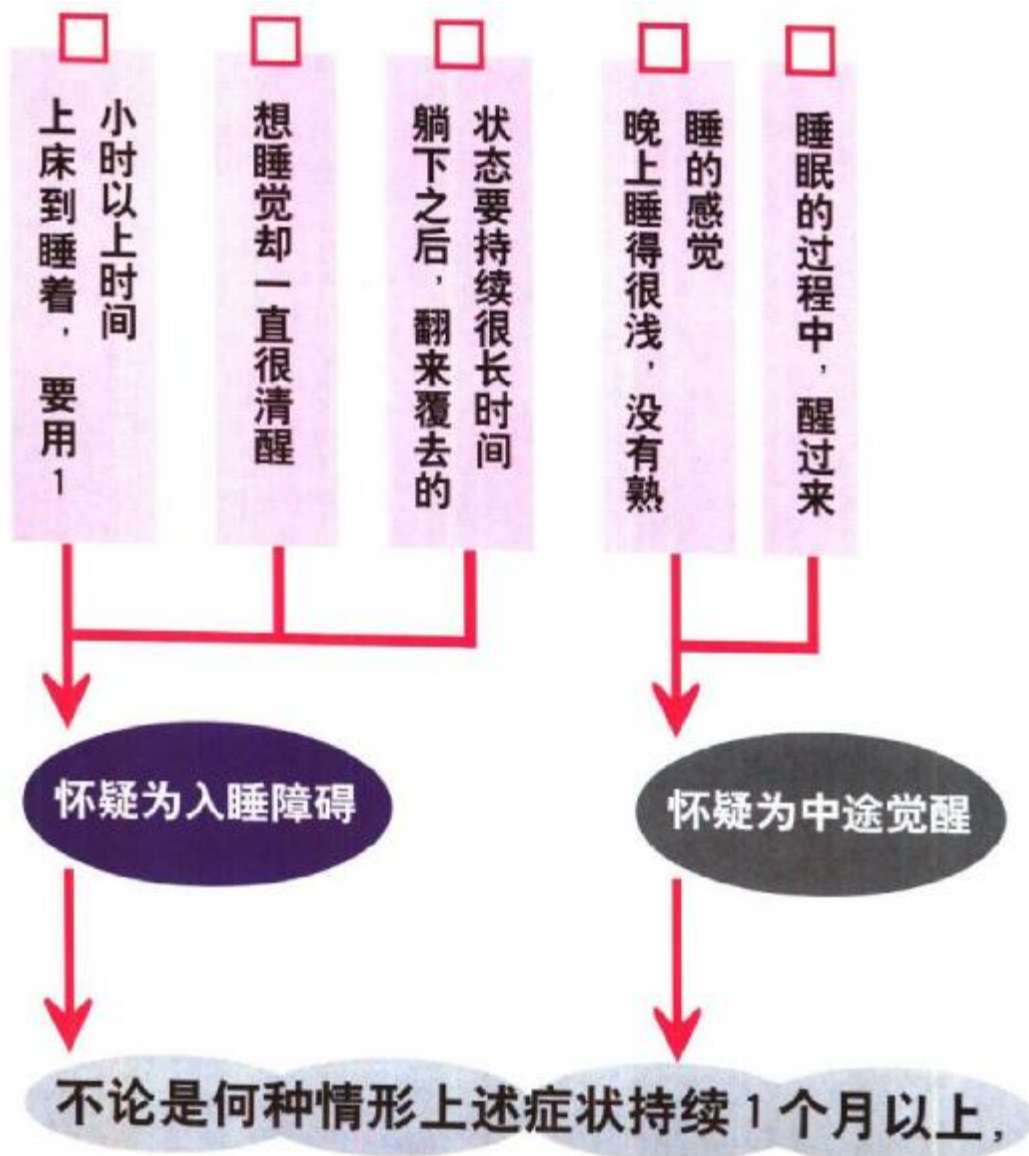 上床到睡着，要用1
小时以上时间
想睡觉却一直很清醒
躺下之后，翻来覆去的
状态要持续很长时间
晚上睡得很浅，没有熟
睡的感觉
睡眠的过程中，醒过来
怀疑为入睡障碍
怀疑为中途觉醒
不论是何种情形上述症状持续1个月以上，